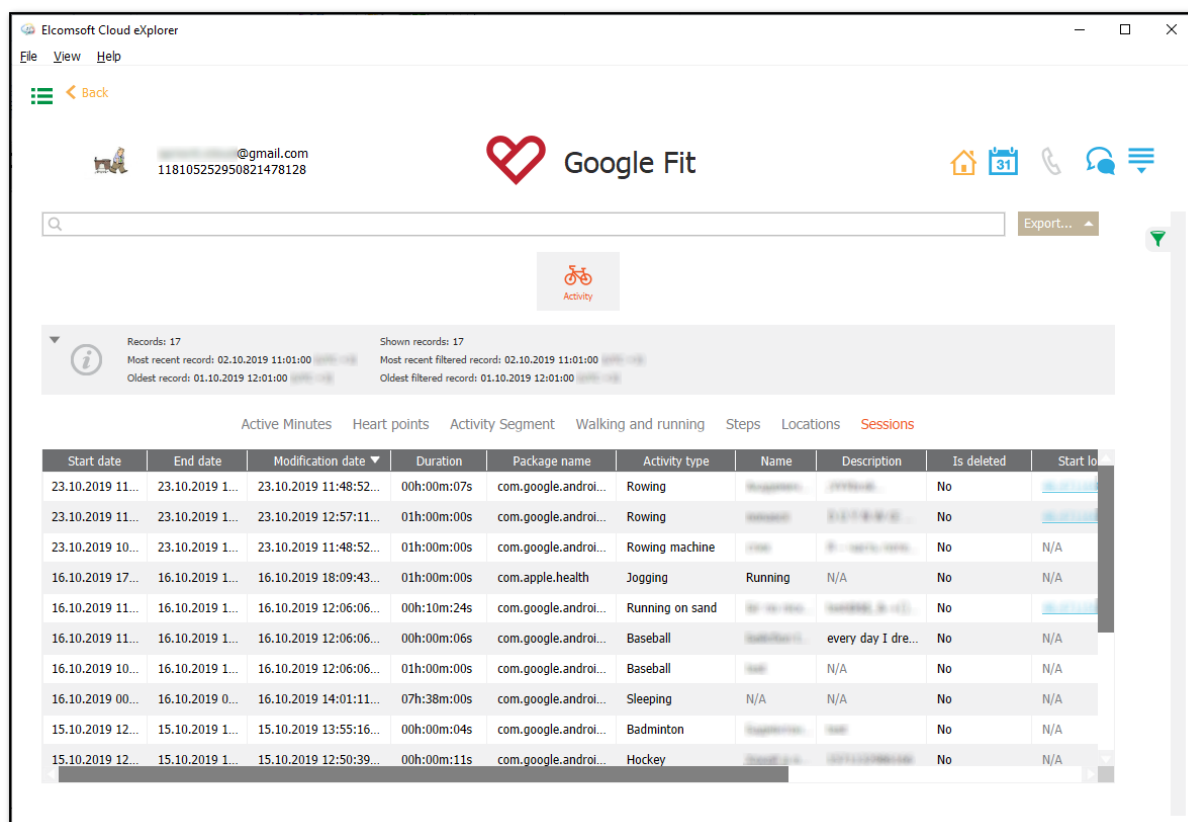 Elcomsoft Cloud eXplorer
File View Help
Back
@gmail.com
118105252950821478128
Google Fit
31
Export...
Activity
Records: 17 Shown records: 17
Most recent record: 02.10.2019 11:01:00 Most recent filtered record: 02.10.2019 11:01:00
Oldest record: 01.10.2019 12:01:00 Oldest filtered record: 01.10.2019 12:01:00
Active Minutes Heart points Activity Segment Walking and running Steps Locations Sessions
Start date End date Modification date Duration Package name Activity type Name Description Is deleted Start lo
23.10.2019 11... 23.10.2019 1... 23.10.2019 11:48:52... 00h:00m:07s com.google.androi... Rowing No
23.10.2019 11... 23.10.2019 1... 23.10.2019 12:57:11... 01h:00m:00s com.google.androi... Rowing No
23.10.2019 10... 23.10.2019 1... 23.10.2019 11:48:52... 01h:00m:00s com.google.androi... Rowing machine No N/A
16.10.2019 17... 16.10.2019 1... 16.10.2019 18:09:43... 01h:00m:00s com.apple.health Jogging Running N/A No N/A
16.10.2019 11... 16.10.2019 1... 16.10.2019 12:06:06... 00h:10m:24s com.google.androi... Running on sand No
16.10.2019 11... 16.10.2019 1... 16.10.2019 12:06:06... 00h:00m:06s com.google.androi... Baseball every day I dre... No N/A
16.10.2019 10... 16.10.2019 1... 16.10.2019 12:06:06... 01h:00m:00s com.google.androi... Baseball N/A No N/A
16.10.2019 00... 16.10.2019 0... 16.10.2019 14:01:11... 07h:38m:00s com.google.androi... Sleeping N/A N/A No N/A
15.10.2019 12... 15.10.2019 1... 15.10.2019 13:55:16... 00h:00m:04s com.google.androi... Badminton No N/A
15.10.2019 12... 15.10.2019 1... 15.10.2019 12:50:39... 00h:00m:11s com.google.androi... Hockey No N/A